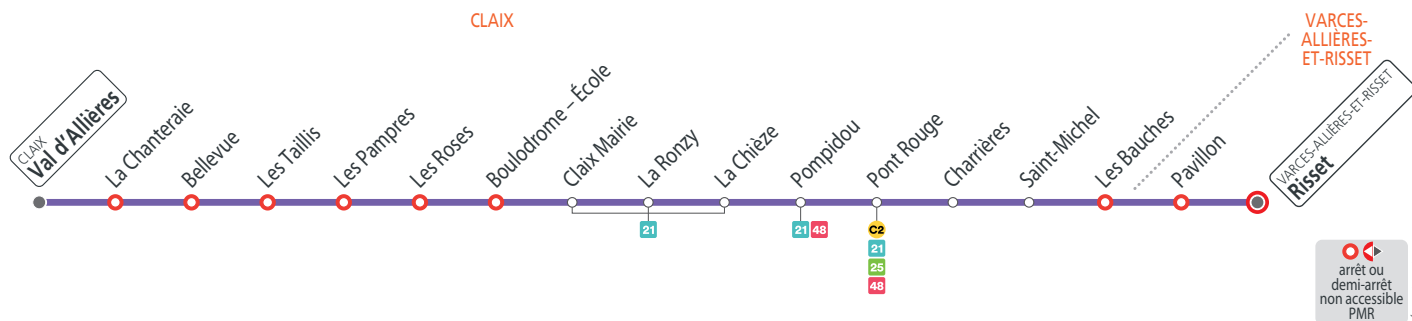 CLAIX
VARCES-
ALLIÈRES-
ET-RISSET
CLAIX
Val d'Allières
La Chanteraie
Bellevue
Les Taillis
Les Pampres
Les Roses
Boulodrome – École
Claix Mairie
La Ronzy
La Chièze
Pompidou
Pont Rouge
Charrières
Saint-Michel
Les Bauches
Pavillon
VARCES-ALLIÈRES-ET-RISSET
Risset
21
21 48
C2
21
25
48
arrêt ou
demi-arrêt
non accessible
PMR